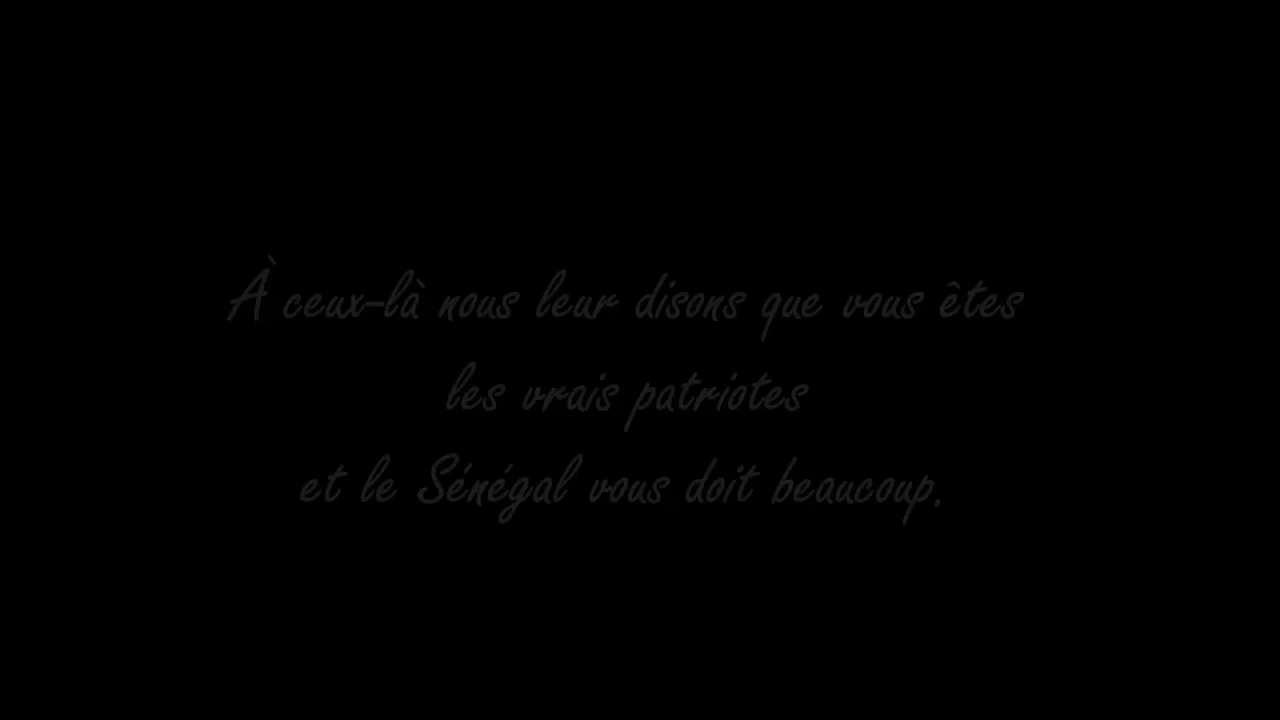 À ceux-là nous leur disons que vous êtes
les vrais patriotes
et le Sénégal vous doit beaucoup.